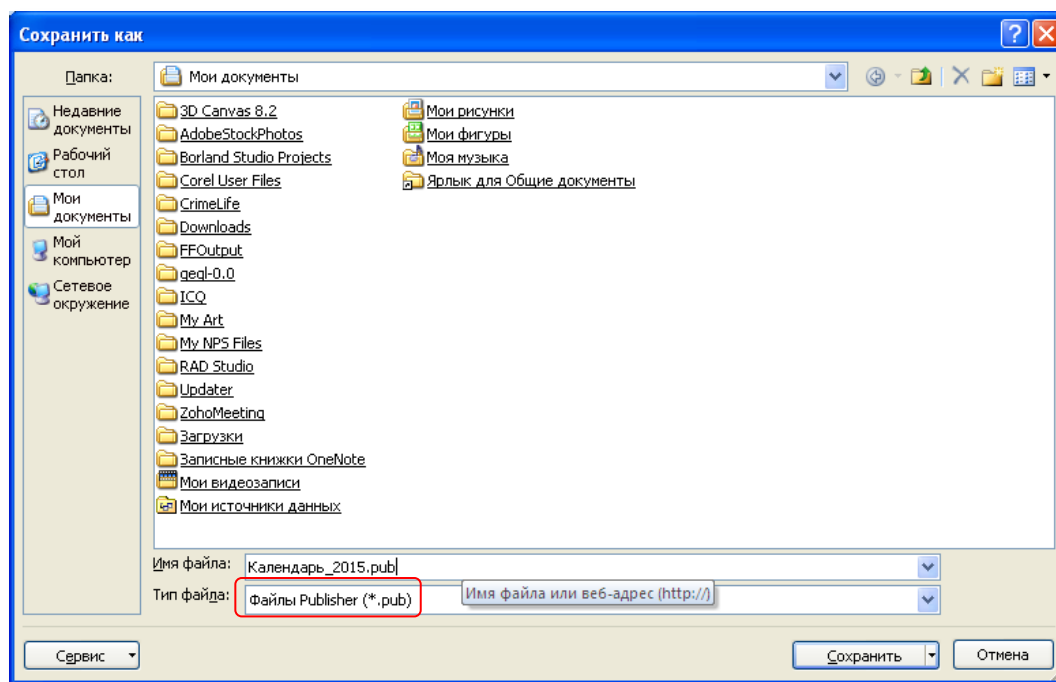 Сохранить как
Папка:
Мои документы
Недавние
документы
Рабочий
стол
Мои
документы
Мой
компьютер
Сетевое
окружение
3D Canvas 8.2
AdobeStockPhotos
Borland Studio Projects
Corel User Files
CrimeLife
Downloads
FFOutput
gegl-0.0
ICQ
My Art
My NPS Files
RAD Studio
Updater
ZohoMeeting
Загрузки
Записные книжки OneNote
Мои видеозаписи
Мои источники данных
Мои рисунки
Мои фигуры
Моя музыка
Ярлык для Общие документы
Имя файла:
Календарь_2015.pub
Тип файла:
Файлы Publisher (*.pub)
Имя файла или веб-адрес (http://)
Сервис
Сохранить
Отмена